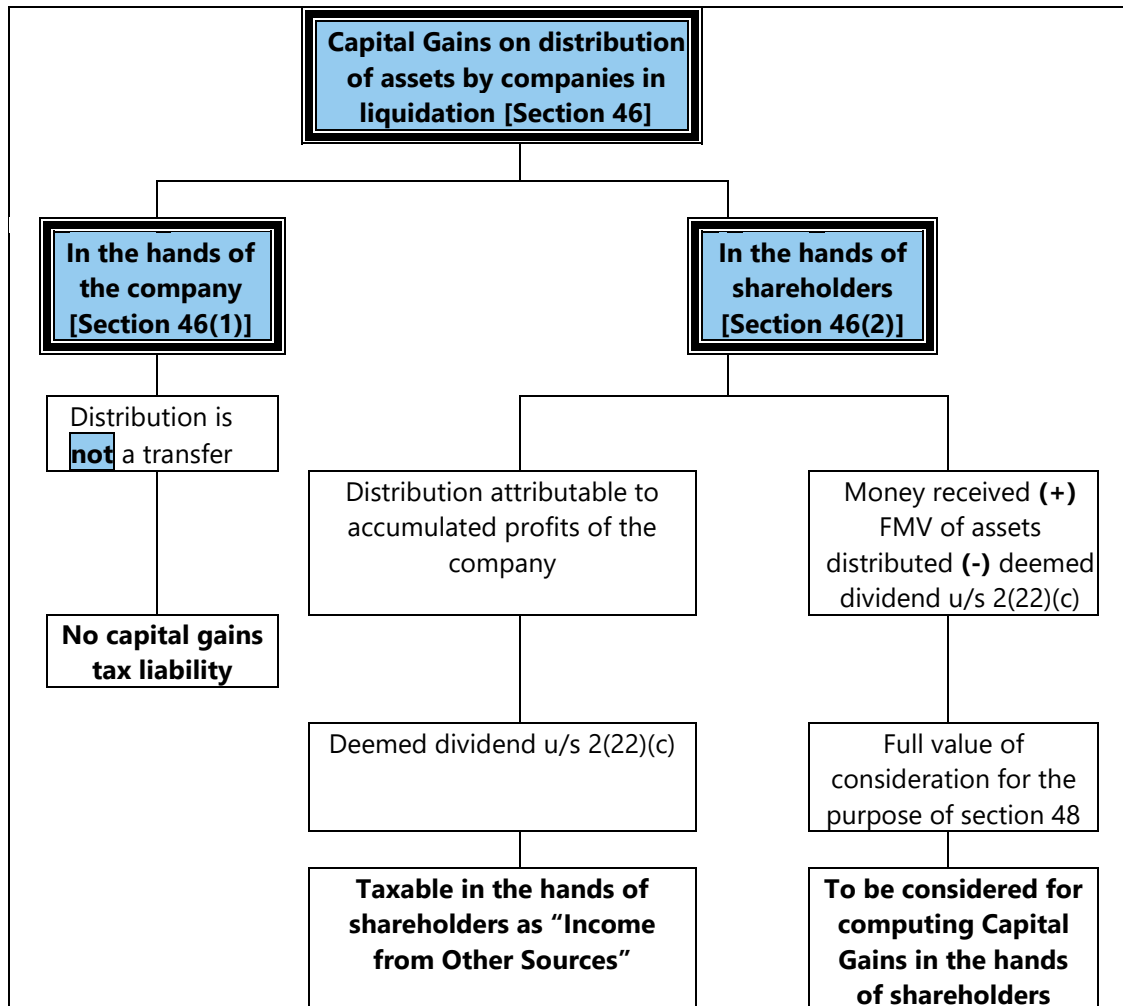 Capital Gains on distribution
of assets by companies in
liquidation [Section 46]
In the hands of
the company
[Section 46(1)]
In the hands of
shareholders
[Section 46(2)]
Distribution is
not a transfer
Distribution attributable to
accumulated profits of the
company
Money received (+)
FMV of assets
distributed (-) deemed
dividend u/s 2(22)(c)
No capital gains
tax liability
Deemed dividend u/s 2(22)(c)
Full value of
consideration for the
purpose of section 48
Taxable in the hands of
shareholders as “Income
from Other Sources”
To be considered for
computing Capital
Gains in the hands
of shareholders